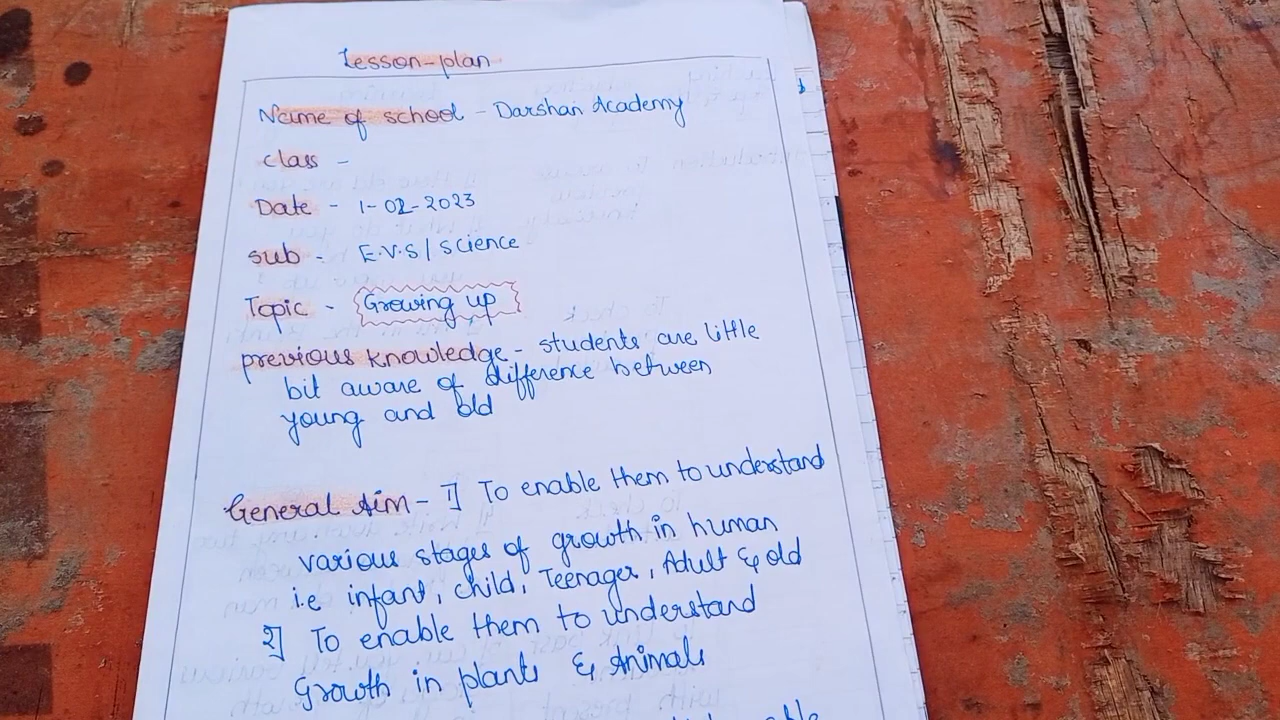 Lesson-plan
Name of school - Darshan Academy
class -
Date - 1-02-2023
sub - E.V.S / Science
Topic - Growing up
previous knowledge - students are little
bit aware of difference between
young and old
General Aim - 1] To enable them to understand
various stages of growth in human
i.e infant, child, Teenager, Adult & old
2] To enable them to understand
Growth in plants & Animals